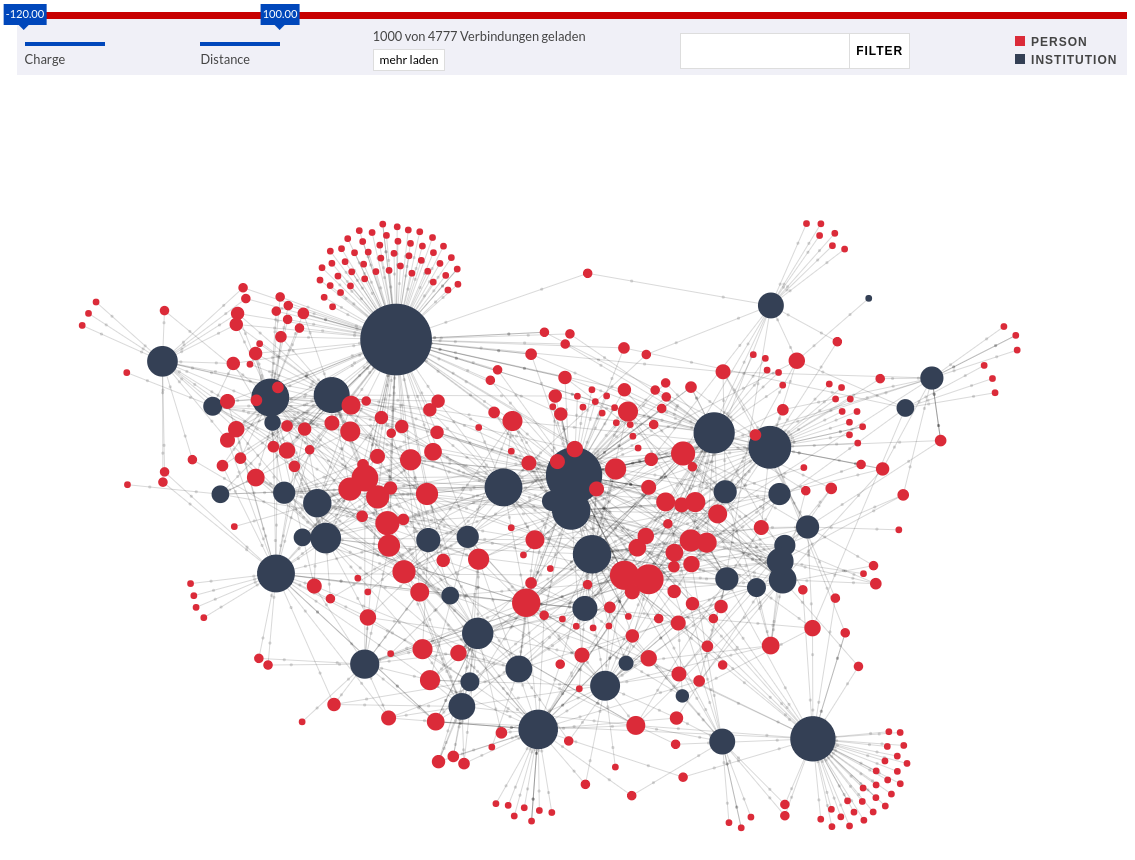 -120.00 100.00
1000 von 4777 Verbindungen geladen
mehr laden
Charge Distance
FILTER
PERSON
INSTITUTION